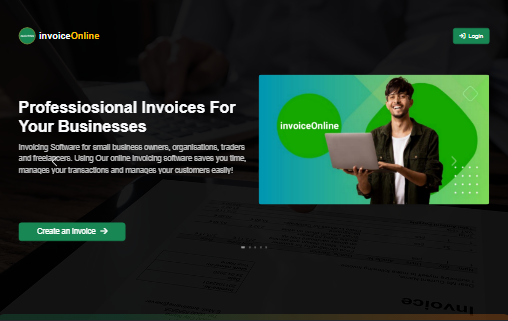 invoiceOnline
Login
Professiosional Invoices For
Your Businesses
Invoicing Software for small business owners, organisations, traders
and freelancers. Using Our online invoicing software saves you time,
manages your transactions and manages your customers easily!
invoiceOnline
Create an Invoice
Invoice